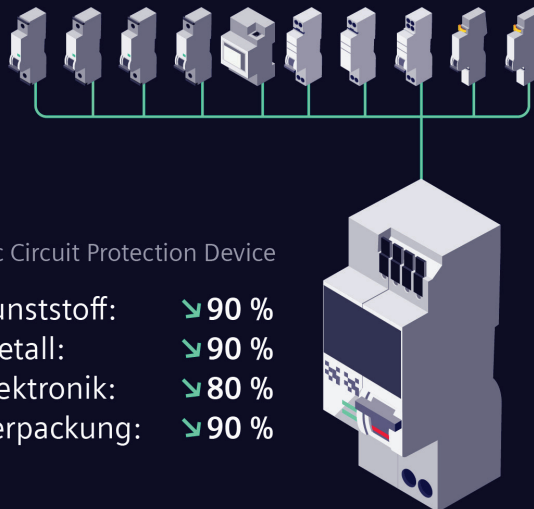 c Circuit Protection Device
unststoff: ↘ 90 %
etall: ↘ 90 %
ektronik: ↘ 80 %
erpackung: ↘ 90 %